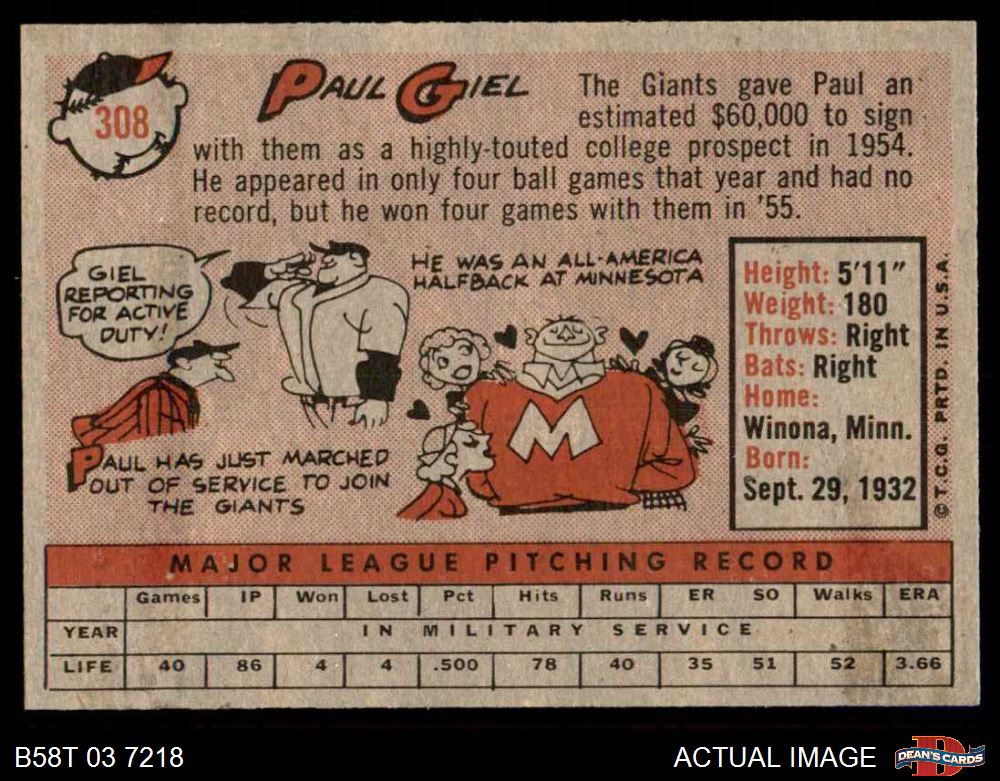 308
PAUL GIEL
The Giants gave Paul an
estimated $60,000 to sign
with them as a highly-touted college prospect in 1954.
He appeared in only four ball games that year and had no
record, but he won four games with them in '55.
GIEL
REPORTING
FOR ACTIVE
DUTY!
HE WAS AN ALL-AMERICA
HALFBACK AT MINNESOTA
M
PAUL HAS JUST MARCHED
OUT OF SERVICE TO JOIN
THE GIANTS
Height: 5'11"
Weight: 180
Throws: Right
Bats: Right
Home:
Winona, Minn.
Born:
Sept. 29, 1932
© T.C.G. PRTD. IN U.S.A.
MAJOR LEAGUE PITCHING RECORD
Games IP Won Lost Pct Hits Runs ER SO Walks ERA
YEAR IN MILITARY SERVICE
LIFE 40 86 4 4 .500 78 40 35 51 52 3.66
B58T 03 7218
ACTUAL IMAGE
D
DEAN'S CARDS